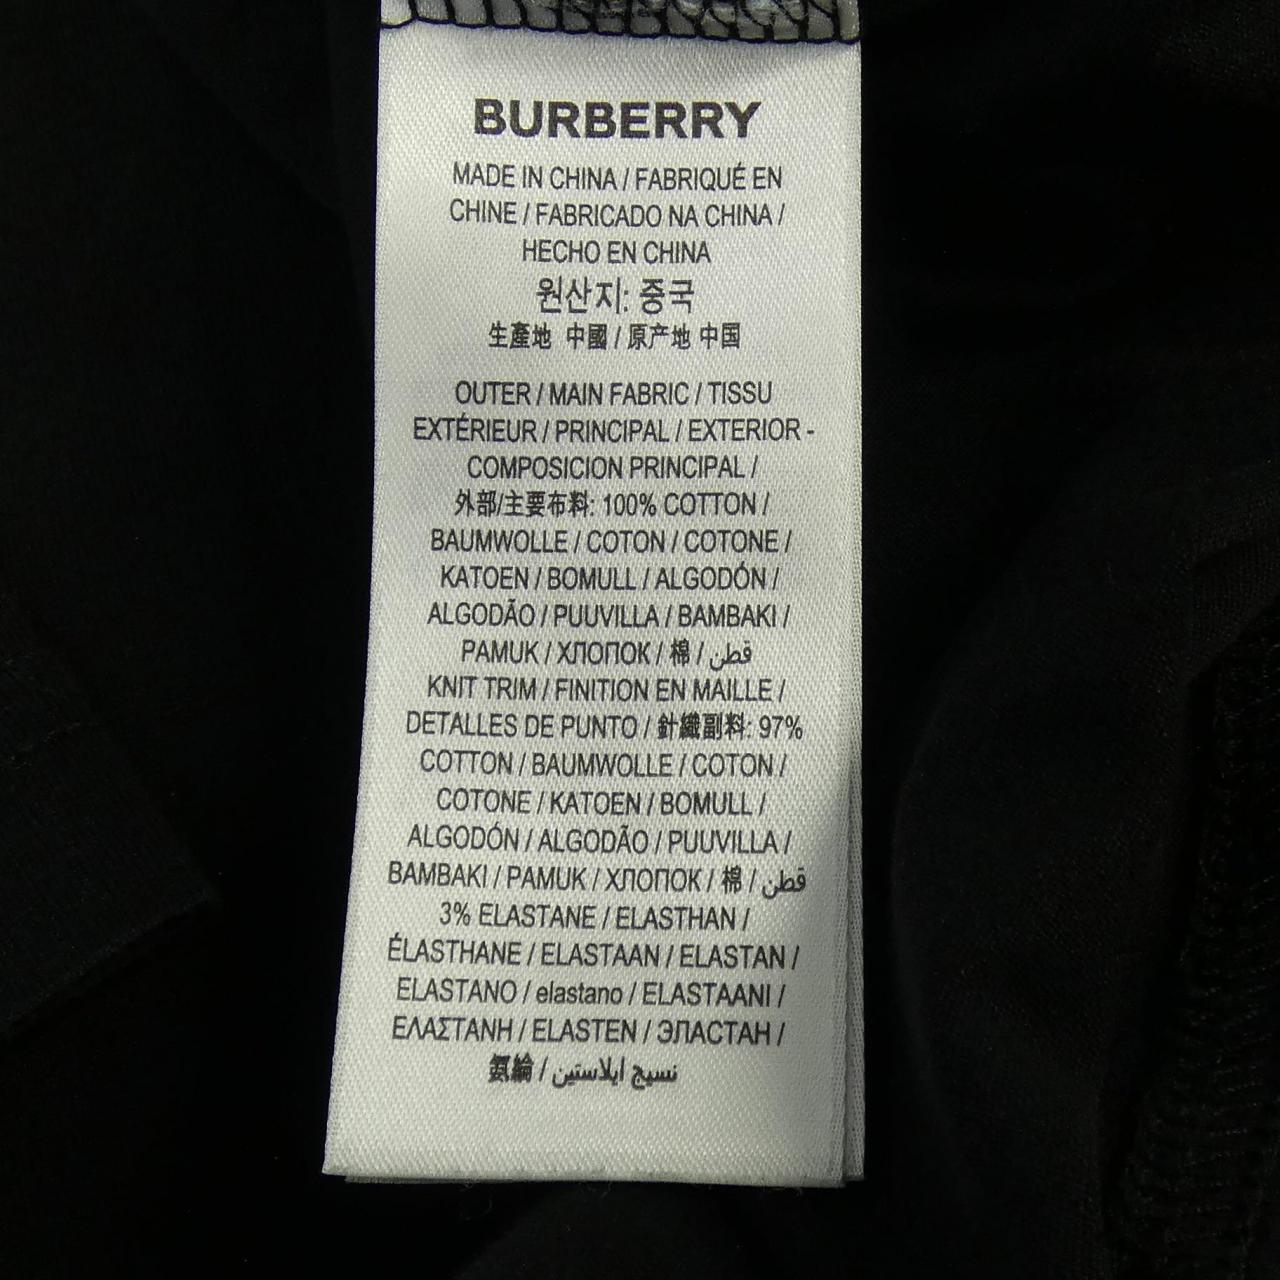 BURBERRY
MADE IN CHINA / FABRIQUÉ EN
CHINE / FABRICADO NA CHINA /
HECHO EN CHINA
원산지: 중국
生產地 中國 / 原产地 中国
OUTER / MAIN FABRIC / TISSU
EXTÉRIEUR / PRINCIPAL / EXTERIOR -
COMPOSICION PRINCIPAL /
外部/主要布料: 100% COTTON /
BAUMWOLLE / COTON / COTONE /
KATOEN / BOMULL / ALGODÓN /
ALGODÃO / PUUVILLA / BAMBAKI /
PAMUK / ХЛОПОК / 棉 / قطن
KNIT TRIM / FINITION EN MAILLE /
DETALLES DE PUNTO / 針織副料: 97%
COTTON / BAUMWOLLE / COTON /
COTONE / KATOEN / BOMULL /
ALGODÓN / ALGODÃO / PUUVILLA /
BAMBAKI / PAMUK / ХЛОПОК / 棉 / قطن
3% ELASTANE / ELASTHAN /
ÉLASTHANE / ELASTAAN / ELASTAN /
ELASTANO / elastano / ELASTAANI /
ΕΛΑΣΤΑΝΗ / ELASTEN / ЭЛАСТАН /
氨綸 / نسيج ايلاستين